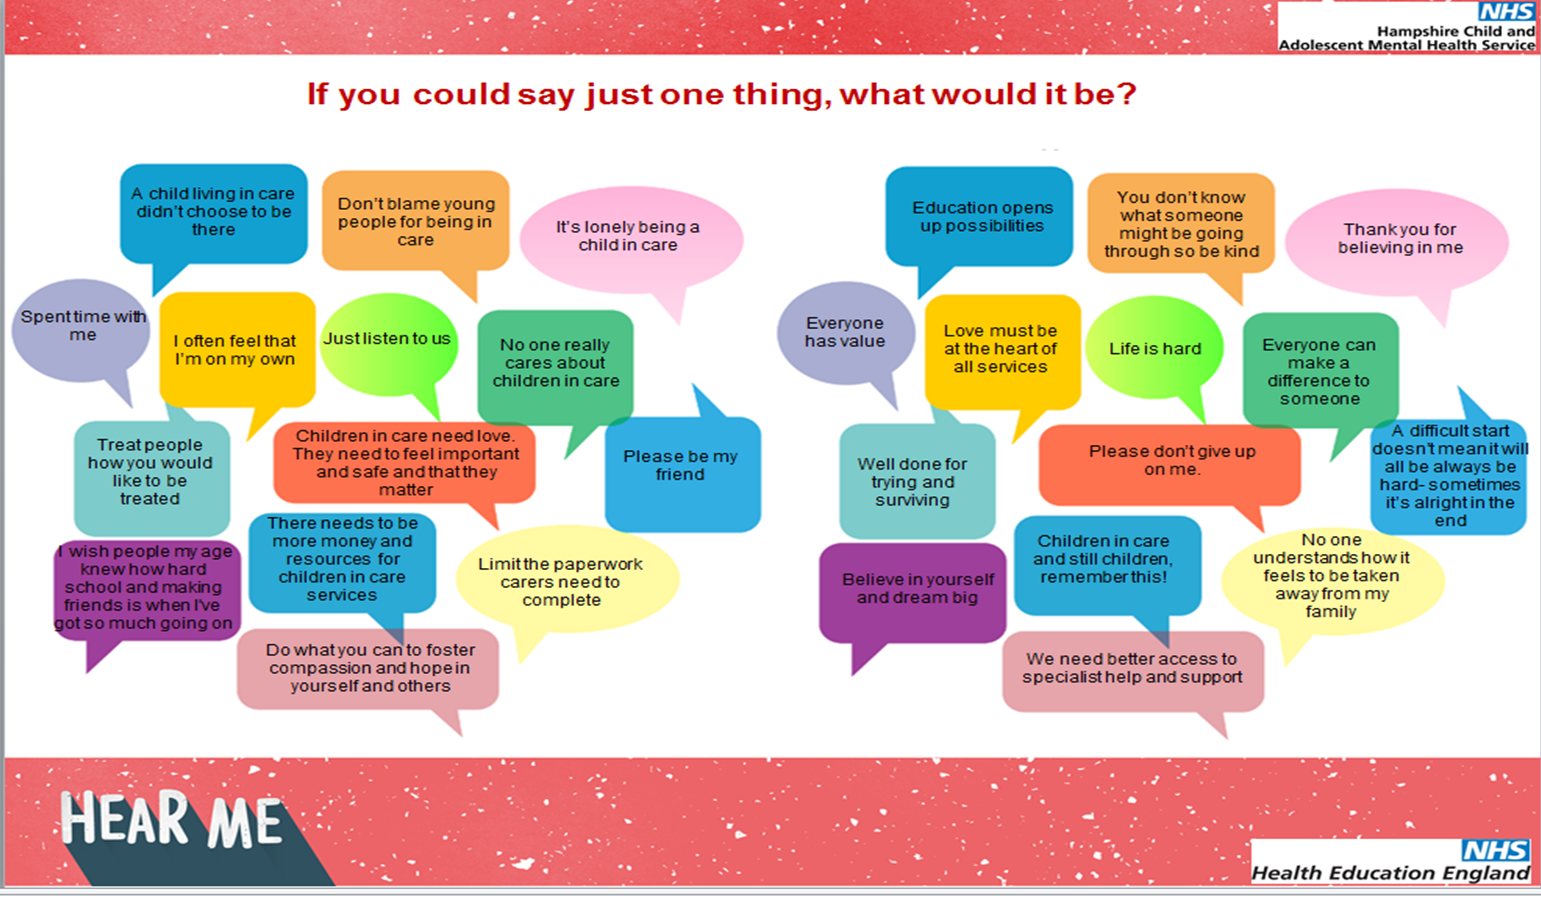 NHS
Hampshire Child and
Adolescent Mental Health Service
If you could say just one thing, what would it be?
A child living in care
didn't choose to be
there
Don't blame young
people for being in
care
It's lonely being a
child in care
Spent time with
me
I often feel that
I'm on my own
Just listen to us
No one really
cares about
children in care
Treat people
how you would
like to be
treated
Children in care need love.
They need to feel important
and safe and that they
matter
Please be my
friend
I wish people my age
knew how hard
school and making
friends is when I've
got so much going on
There needs to be
more money and
resources for
children in care
services
Limit the paperwork
carers need to
complete
Do what you can to foster
compassion and hope in
yourself and others
Education opens
up possibilities
You don't know
what someone
might be going
through so be kind
Thank you for
believing in me
Everyone
has value
Love must be
at the heart of
all services
Life is hard
Everyone can
make a
difference to
someone
Well done for
trying and
surviving
Please don't give up
on me.
A difficult start
doesn't mean it will
all be always be
hard- sometimes
it's alright in the
end
Believe in yourself
and dream big
Children in care
and still children,
remember this!
No one
understands how it
feels to be taken
away from my
family
We need better access to
specialist help and support
HEAR ME
NHS
Health Education England